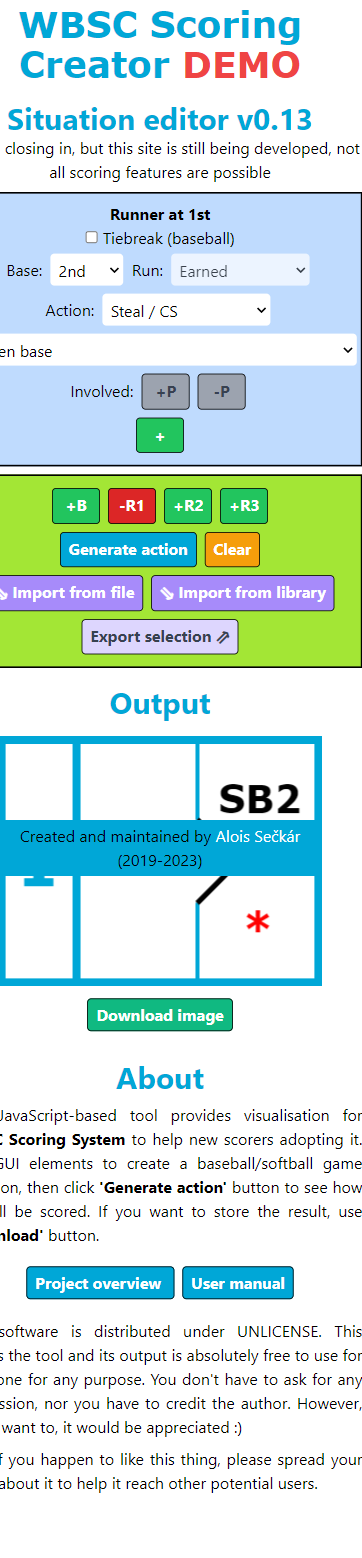 WBSC Scoring
Creator DEMO
Situation editor v0.13
closing in, but this site is still being developed, not
all scoring features are possible
Runner at 1st
Tiebreak (baseball)
Base: 2nd Run: Earned
Action: Steal / CS
en base
Involved: +P -P
+
+B -R1 +R2 +R3
Generate action Clear
⇘ Import from file ⇘ Import from library
Export selection ⇗
Output
SB2
Created and maintained by Alois Sečkár
(2019-2023)
*
Download image
About
JavaScript-based tool provides visualisation for
C Scoring System to help new scorers adopting it.
GUI elements to create a baseball/softball game
on, then click 'Generate action' button to see how
ll be scored. If you want to store the result, use
nload' button.
Project overview User manual
software is distributed under UNLICENSE. This
s the tool and its output is absolutely free to use for
one for any purpose. You don't have to ask for any
ssion, nor you have to credit the author. However,
want to, it would be appreciated :)
f you happen to like this thing, please spread your
about it to help it reach other potential users.